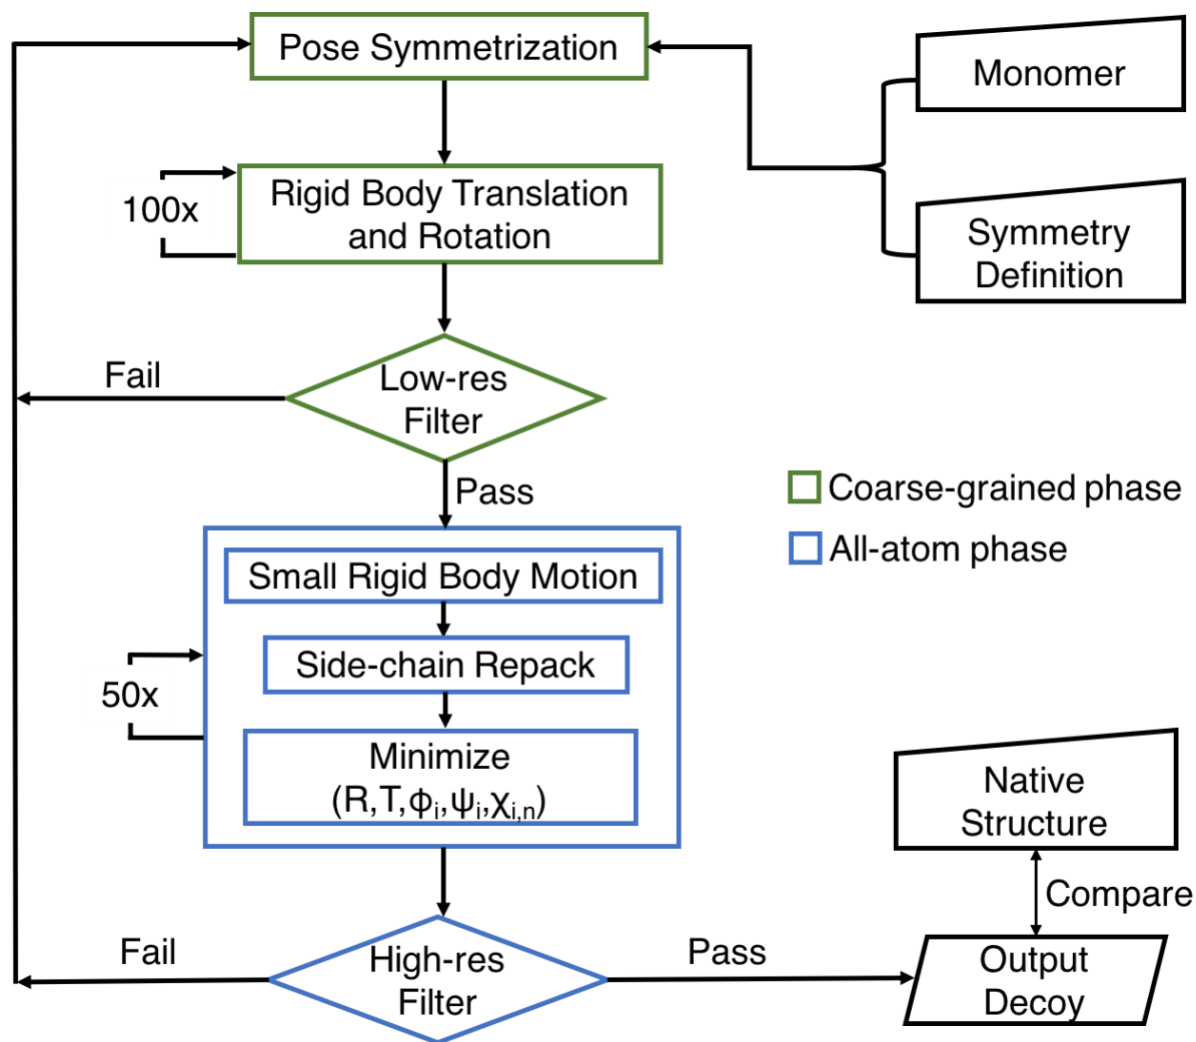 Pose Symmetrization
Monomer
100x
Rigid Body Translation
and Rotation
Symmetry
Definition
Fail
Low-res
Filter
Pass
Coarse-grained phase
All-atom phase
Small Rigid Body Motion
Side-chain Repack
50x
Minimize
(R,T,ϕᵢ,ψᵢ,χᵢ,ₙ)
Native
Structure
Compare
Fail
High-res
Filter
Pass
Output
Decoy